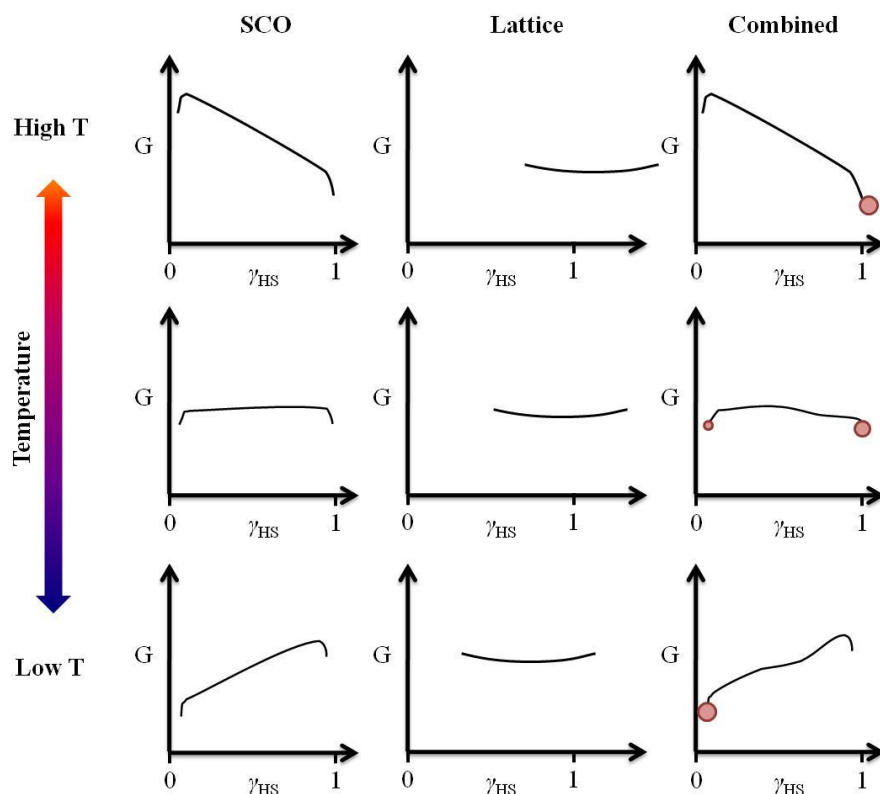 SCO Lattice Combined
High T
G G G
0 γHS 1 0 γHS 1 0 γHS 1
Temperature
G G G
0 γHS 1 0 γHS 1 0 γHS 1
Low T
G G G
0 γHS 1 0 γHS 1 0 γHS 1